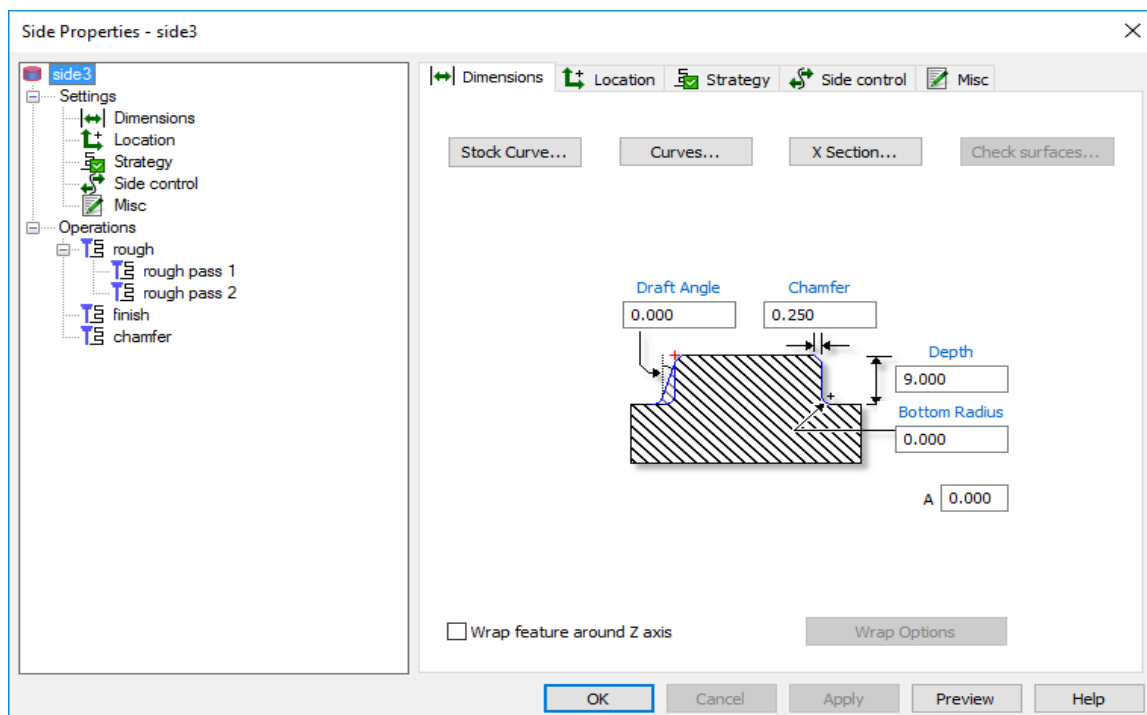 Side Properties - side3
side3
Settings
Dimensions
Location
Strategy
Side control
Misc
Operations
rough
rough pass 1
rough pass 2
finish
chamfer
Dimensions Location Strategy Side control Misc
Stock Curve... Curves... X Section... Check surfaces...
Draft Angle Chamfer
0.000 0.250
Depth
9.000
Bottom Radius
0.000
A 0.000
Wrap feature around Z axis Wrap Options
OK Cancel Apply Preview Help